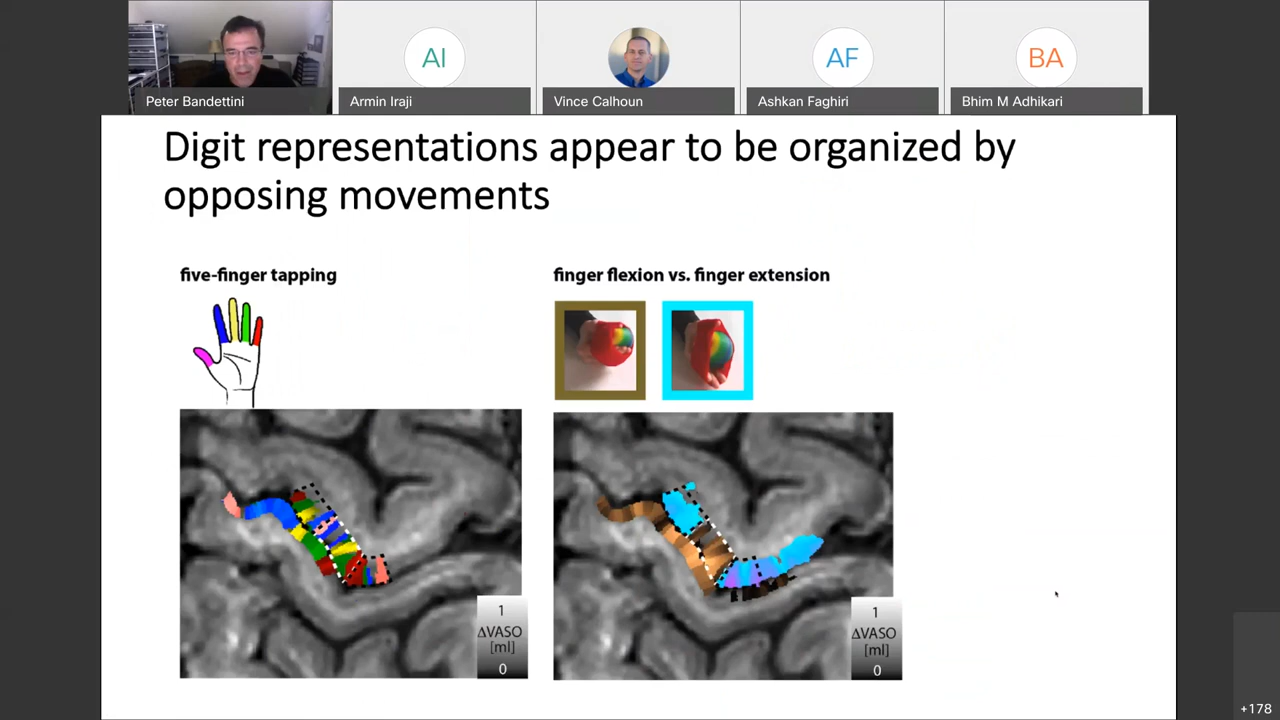 AI
AF
BA
Peter Bandettini
Armin Iraji
Vince Calhoun
Ashkan Faghiri
Bhim M Adhikari
Digit representations appear to be organized by
opposing movements
five-finger tapping
finger flexion vs. finger extension
1
ΔVASO
[ml]
0
1
ΔVASO
[ml]
0
+178